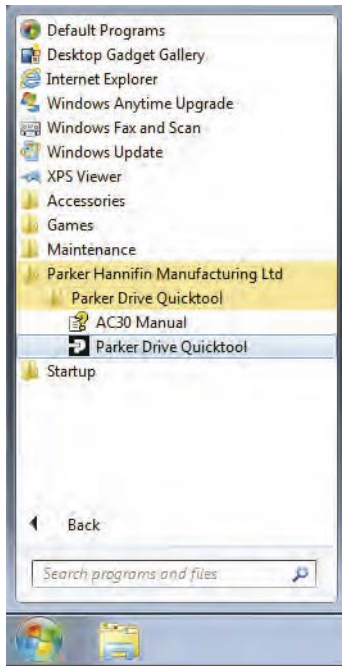 Default Programs
Desktop Gadget Gallery
Internet Explorer
Windows Anytime Upgrade
Windows Fax and Scan
Windows Update
XPS Viewer
Accessories
Games
Maintenance
Parker Hannifin Manufacturing Ltd
Parker Drive Quicktool
AC30 Manual
Parker Drive Quicktool
Startup
Back
Search programs and files